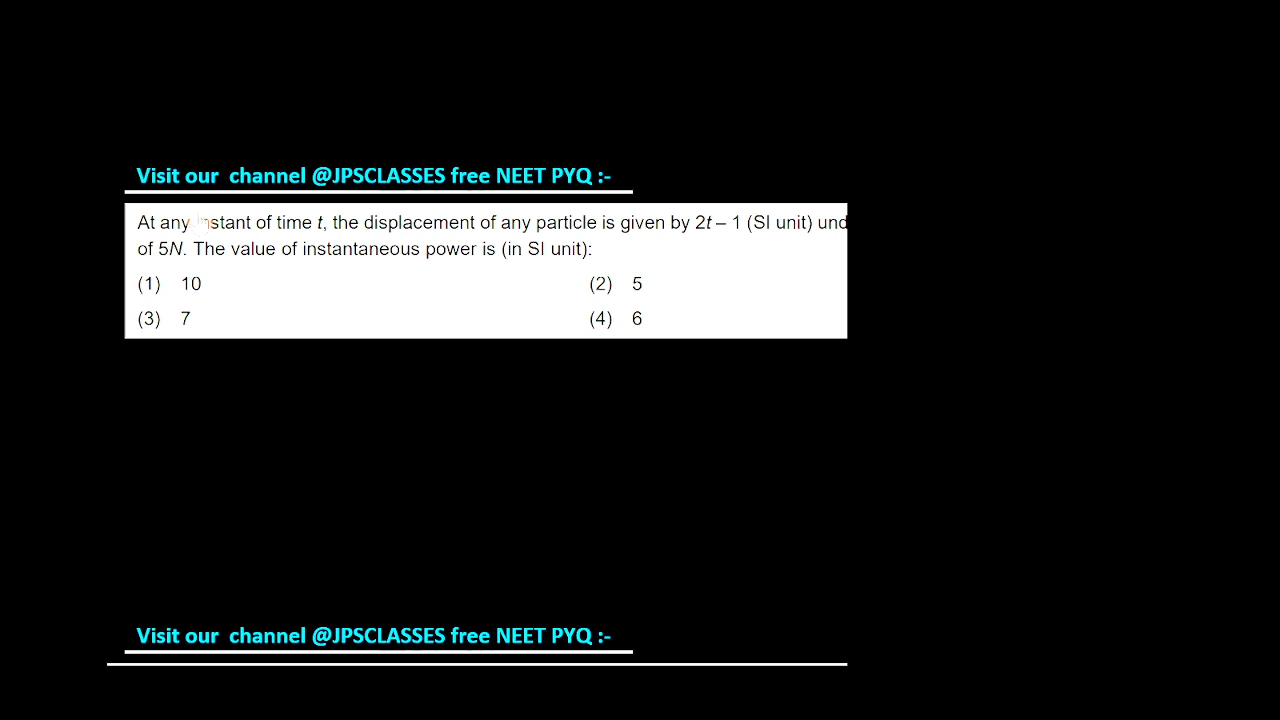 Visit our channel @JPSCLASSES free NEET PYQ :-
At any instant of time t, the displacement of any particle is given by 2t – 1 (SI unit) und
of 5N. The value of instantaneous power is (in SI unit):
(1) 10 (2) 5
(3) 7 (4) 6
Visit our channel @JPSCLASSES free NEET PYQ :-